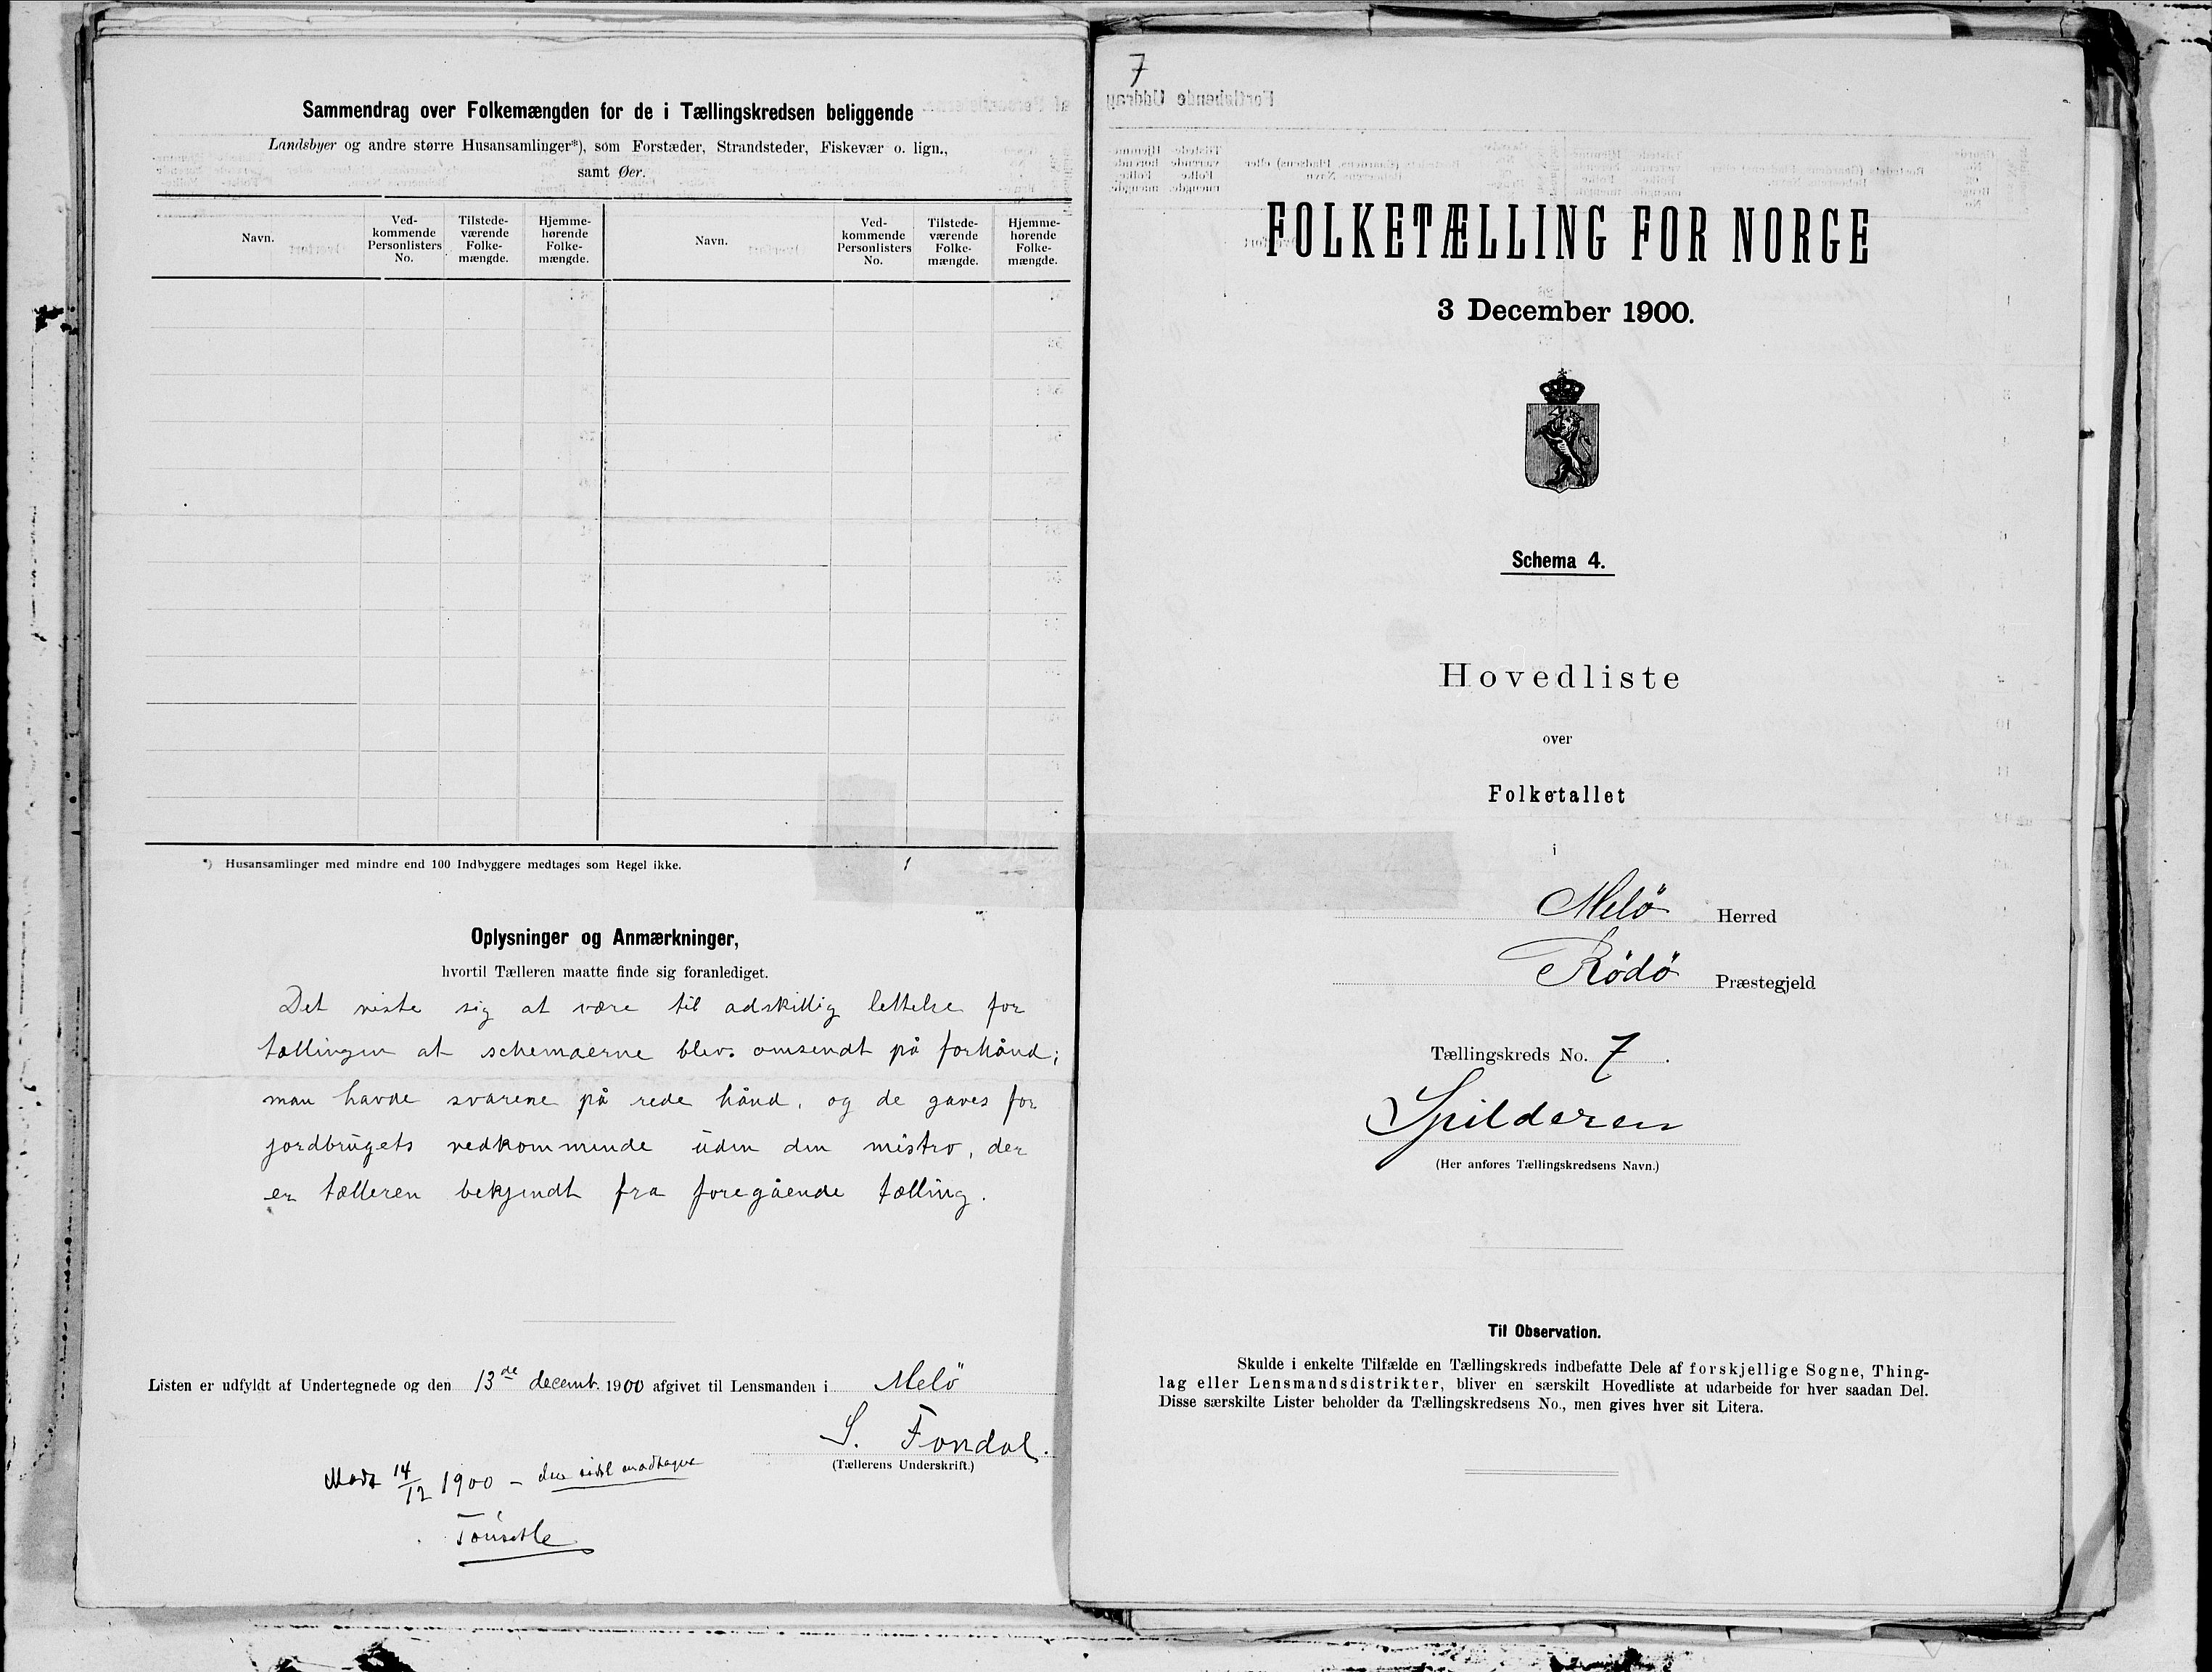 Sammendrag over Folkemængden for de i Tællingskredsen beliggende
Landsbyer og andre større Husansamlinger*), som Forstæder, Strandsteder, Fiskevær o. lign.,
samt Øer.
Navn.
Ved-
kommende
Personlisters
No.
Tilstede-
værende
Folke-
mængde.
Hjemme-
hørende
Folke-
mængde.
Navn.
Ved-
kommende
Personlisters
No.
Tilstede-
værende
Folke-
mængde.
Hjemme-
hørende
Folke-
mængde.
*) Husansamlinger med mindre end 100 Indbyggere medtages som Regel ikke.
Oplysninger og Anmærkninger,
hvortil Tælleren maatte finde sig foranlediget.
Det viste sig at være til adskillig lettelse for
tællingen at schemaerne blev omsendt på forhånd;
man havde svarene på rede hånd, og de gaves for
jordbrugets vedkommende uden den mistro, der
er tælleren bekjendt fra foregående tælling.
Listen er udfyldt af Undertegnede og den 13de decemb. 1900 afgivet til Lensmanden i Melö
S. Fondal.
(Tællerens Underskrift.)
14/12 1900 –
7
FOLKETÆLLING FOR NORGE
3 December 1900.
Schema 4.
Hovedliste
over
Folketallet
i
Melö Herred
Rödö Præstegjeld
Tællingskreds No. 7.
Spilderen
(Her anføres Tællingskredsens Navn.)
Til Observation.
Skulde i enkelte Tilfælde en Tællingskreds indbefatte Dele af forskjellige Sogne, Thing-
lag eller Lensmandsdistrikter, bliver en særskilt Hovedliste at udarbeide for hver saadan Del.
Disse særskilte Lister beholder da Tællingskredsens No., men gives hver sit Litera.